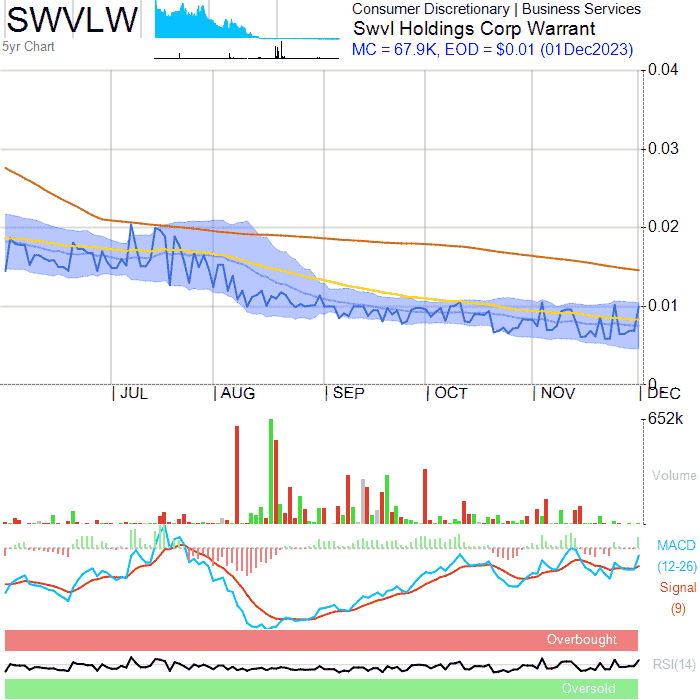 SWVLW
5yr Chart
Consumer Discretionary | Business Services
Swvl Holdings Corp Warrant
MC = 67.9K, EOD = $0.01 (01Dec2023)
0.04
0.03
0.02
0.01
0
JUL AUG SEP OCT NOV DEC
652k
Volume
MACD
(12-26)
Signal
(9)
Overbought
RSI(14)
Oversold